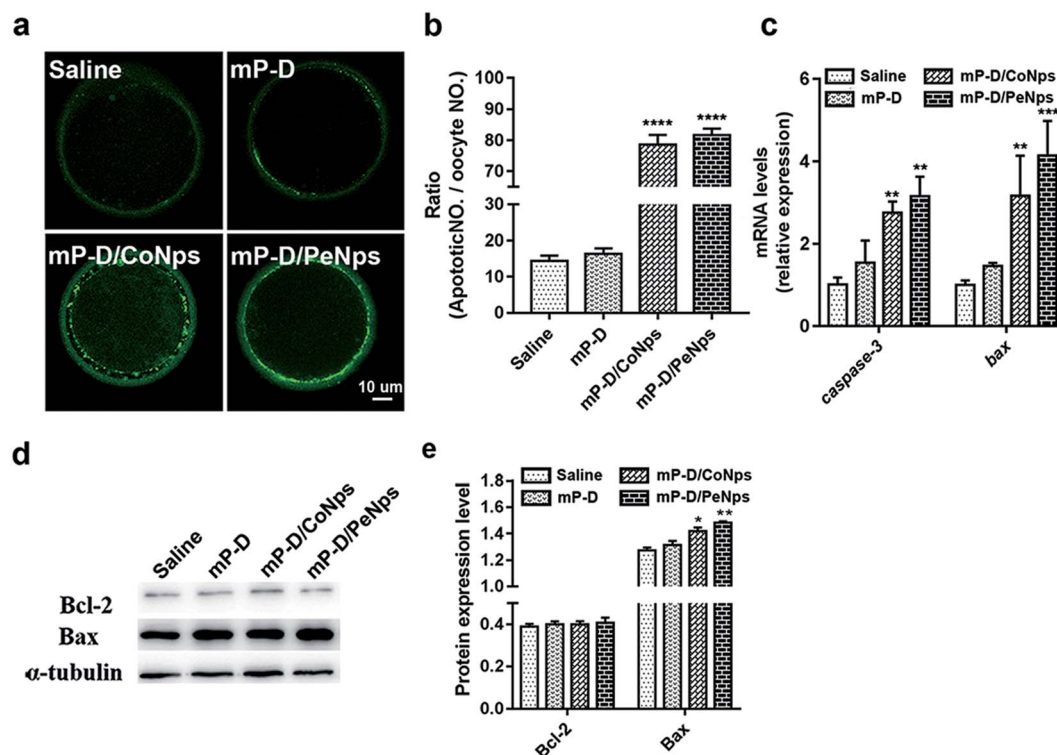 a
Saline
mP-D
mP-D/CoNps
mP-D/PeNps
10 um
b
Ratio
(ApototicNO. / oocyte NO.)
100
90
80
70
30
20
10
0
****
****
Saline
mP-D
mP-D/CoNps
mP-D/PeNps
c
Saline
mP-D
mP-D/CoNps
mP-D/PeNps
mRNA levels
(relative expression)
6
4
2
0
**
**
**
***
caspase-3
bax
d
Saline
mP-D
mP-D/CoNps
mP-D/PeNps
Bcl-2
Bax
α-tubulin
e
Saline
mP-D
mP-D/CoNps
mP-D/PeNps
Protein expression level
1.8
1.6
1.4
1.2
1.0
0.4
0.2
0.0
*
**
Bcl-2
Bax